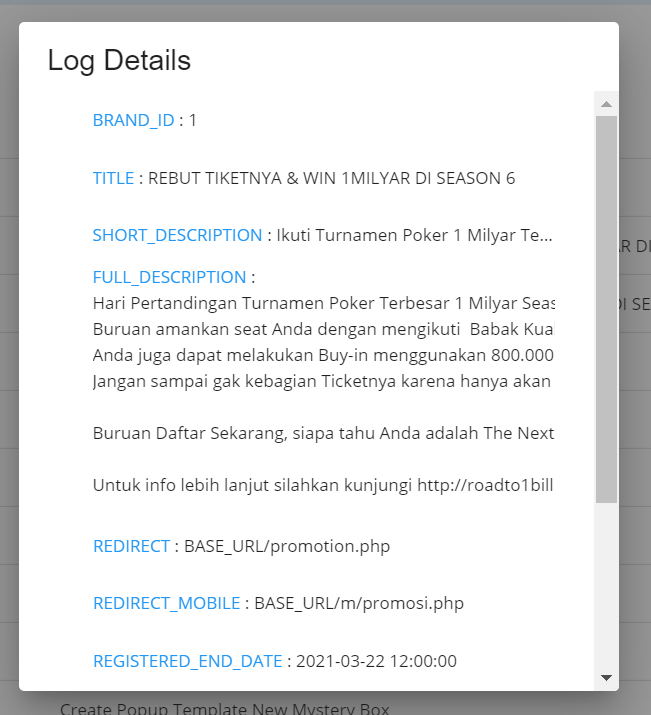 Log Details
BRAND_ID : 1
TITLE : REBUT TIKETNYA & WIN 1MILYAR DI SEASON 6
SHORT_DESCRIPTION : Ikuti Turnamen Poker 1 Milyar Te...
FULL_DESCRIPTION :
Hari Pertandingan Turnamen Poker Terbesar 1 Milyar Seas
Buruan amankan seat Anda dengan mengikuti  Babak Kua
Anda juga dapat melakukan Buy-in menggunakan 800.000
Jangan sampai gak kebagian Ticketnya karena hanya akan
Buruan Daftar Sekarang, siapa tahu Anda adalah The Next
Untuk info lebih lanjut silahkan kunjungi http://roadto1bill
REDIRECT : BASE_URL/promotion.php
REDIRECT_MOBILE : BASE_URL/m/promosi.php
REGISTERED_END_DATE : 2021-03-22 12:00:00
AR DI
DI SE
Create Popup Template New Mystery Box